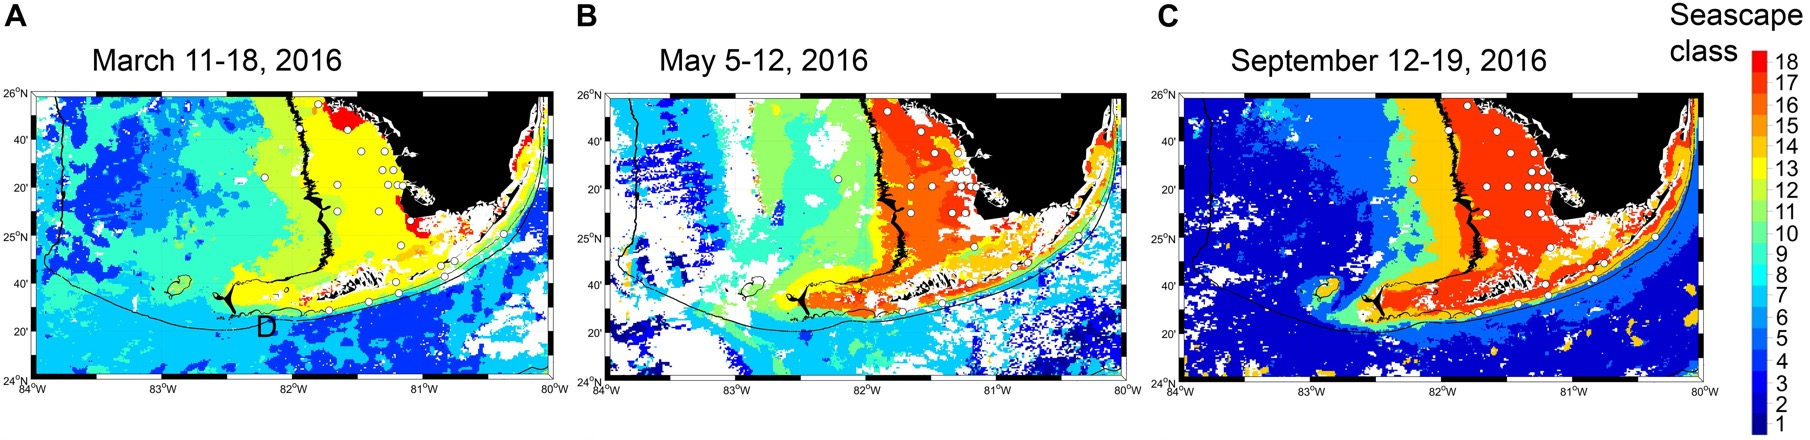 A
March 11-18, 2016
26°N
40'
20'
25°N
40'
20'
24°N
84°W
83°W
82°W
81°W
80°W
D
B
May 5-12, 2016
26°N
40'
20'
25°N
40'
20'
24°N
84°W
83°W
82°W
81°W
80°W
C
September 12-19, 2016
26°N
40'
20'
25°N
40'
20'
24°N
84°W
83°W
82°W
81°W
80°W
Seascape
class
18
17
16
15
14
13
12
11
10
9
8
7
6
5
4
3
2
1